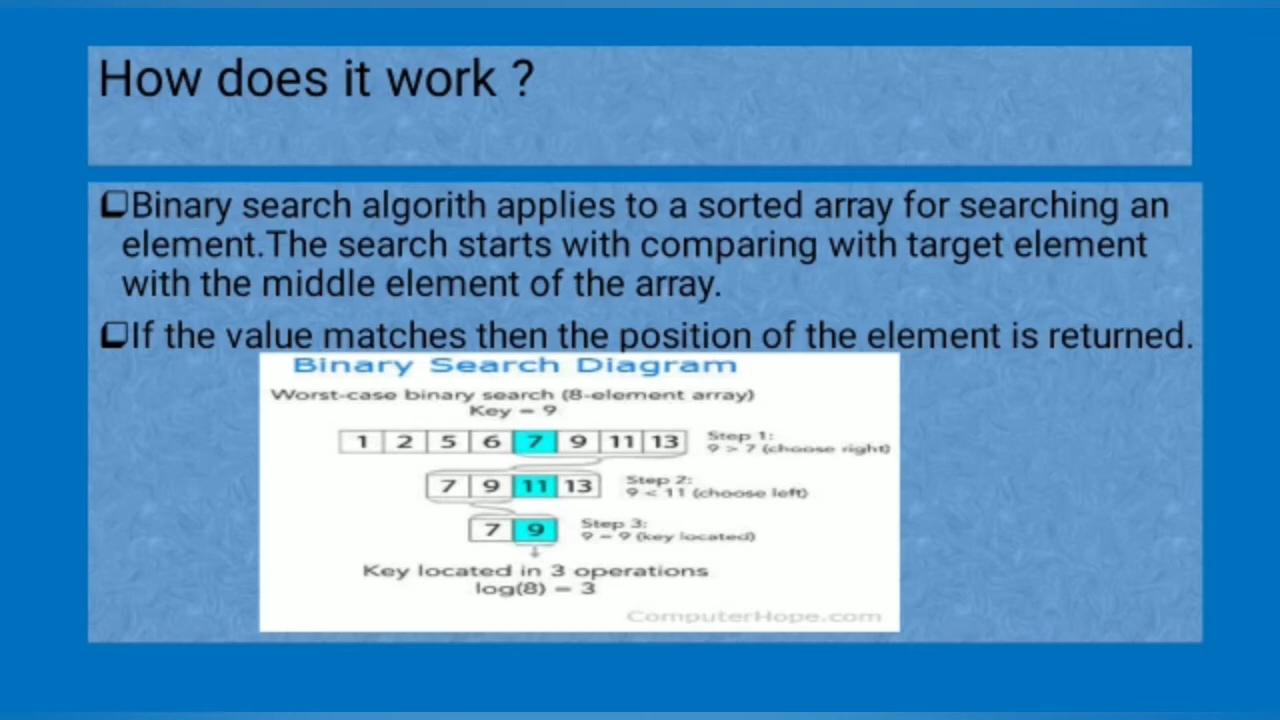 How does it work ?
❑Binary search algorith applies to a sorted array for searching an
element.The search starts with comparing with target element
with the middle element of the array.
❑If the value matches then the position of the element is returned.
Binary Search Diagram
Worst-case binary search (8-element array)
Key = 9
1 2 5 6 7 9 11 13
Step 1:
9 > 7 (choose right)
7 9 11 13
Step 2:
9 < 11 (choose left)
7 9
Step 3:
9 = 9 (key located)
Key located in 3 operations
log(8) = 3
ComputerHope.com